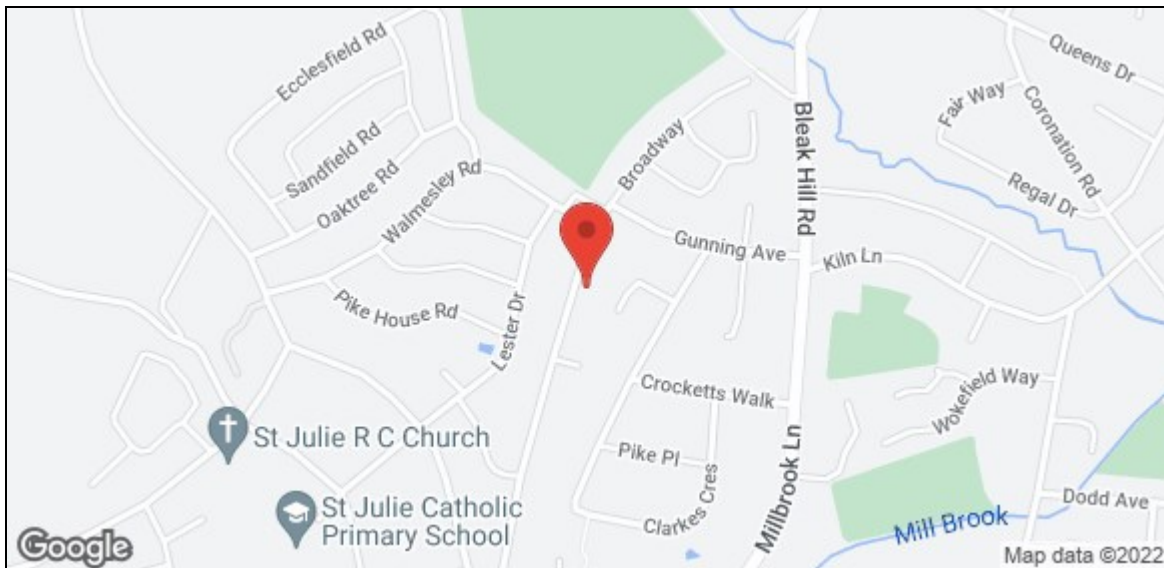 Ecclesfield Rd
Queens Dr
Fair Way
Coronation Rd
Sandfield Rd
Broadway
Bleak Hill Rd
Oaktree Rd
Walmesley Rd
Regal Dr
Gunning Ave
Kiln Ln
Pike House Rd
Lester Dr
Crocketts Walk
Wokefield Way
St Julie R C Church
Pike Pl
Millbrook Ln
Clarkes Cres
Dodd Ave
St Julie Catholic
Primary School
Mill Brook
Google
Map data ©2022